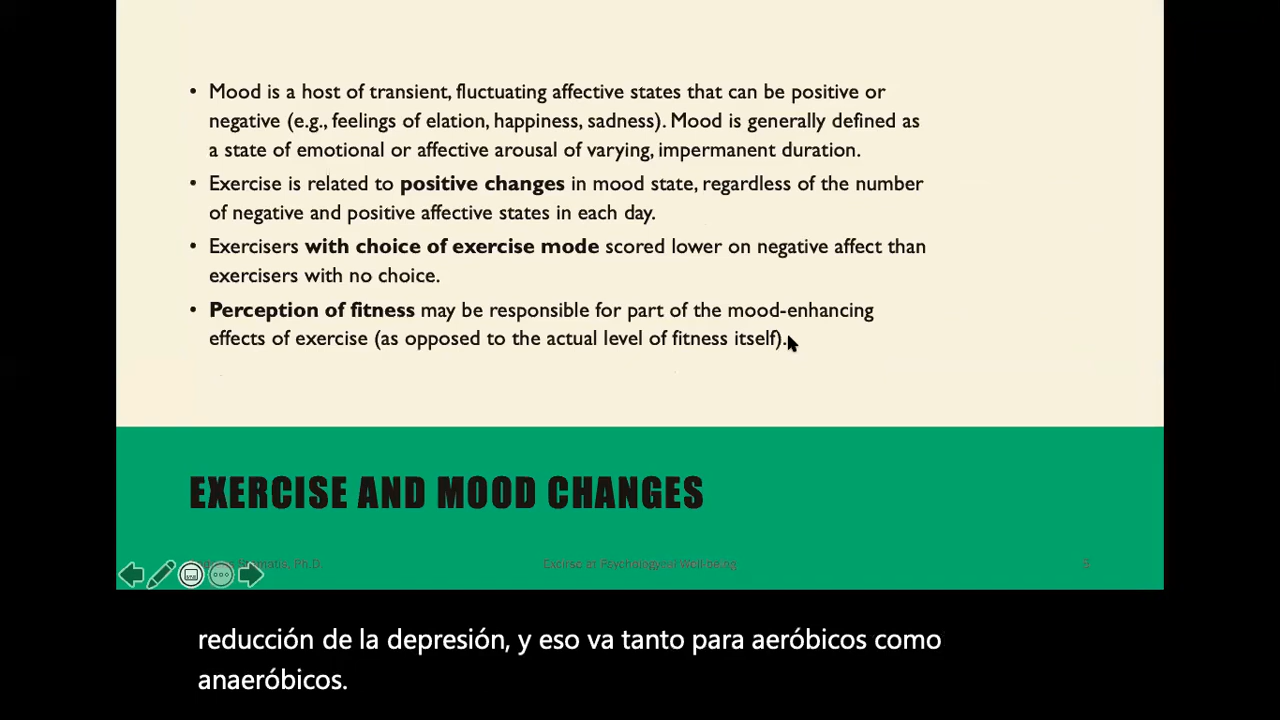 • Mood is a host of transient, fluctuating affective states that can be positive or
negative (e.g., feelings of elation, happiness, sadness). Mood is generally defined as
a state of emotional or affective arousal of varying, impermanent duration.
• Exercise is related to positive changes in mood state, regardless of the number
of negative and positive affective states in each day.
• Exercisers with choice of exercise mode scored lower on negative affect than
exercisers with no choice.
• Perception of fitness may be responsible for part of the mood-enhancing
effects of exercise (as opposed to the actual level of fitness itself).
EXERCISE AND MOOD CHANGES
Ph.D.
Psychological Well-being
reducción de la depresión, y eso va tanto para aeróbicos como
anaeróbicos.